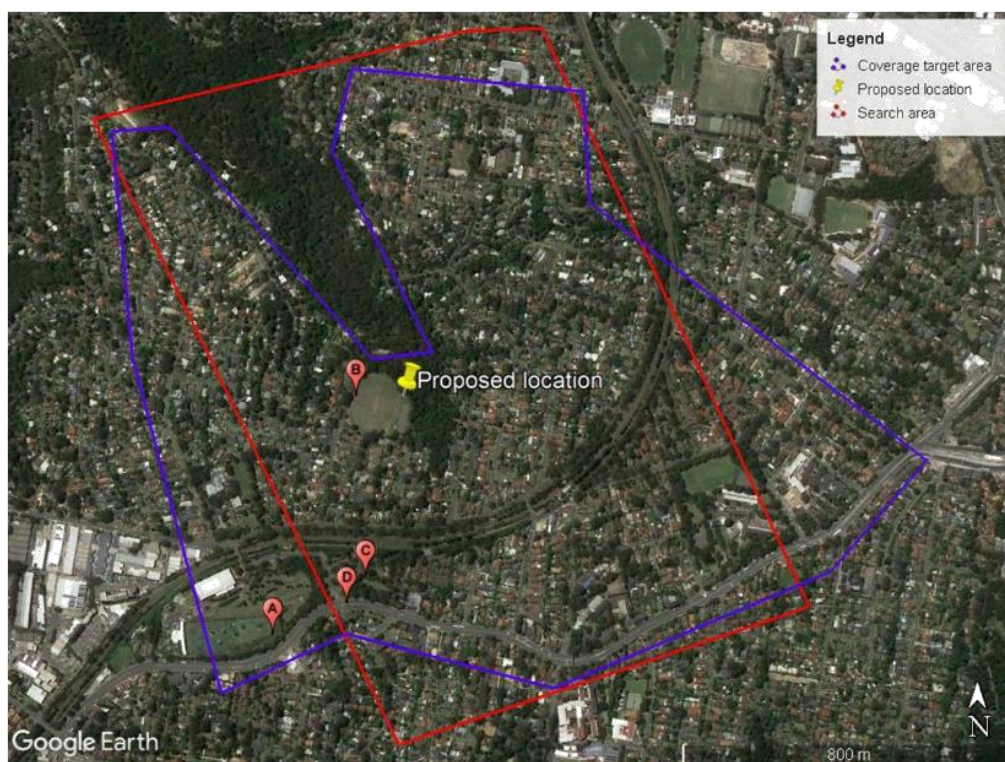 Legend
Coverage target area
Proposed location
Search area
B
Proposed location
C
D
A
N
Google Earth
800 m